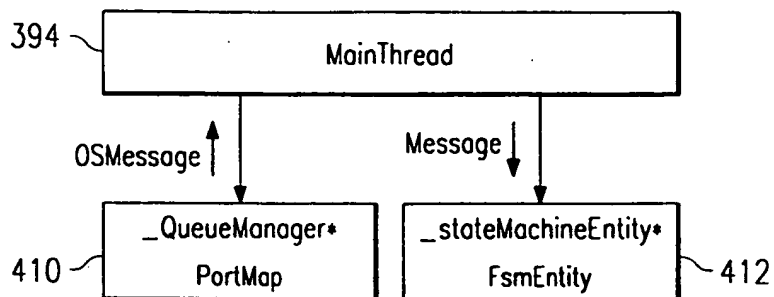 394
MainThread
OSMessage
Message
_QueueManager*
PortMap
410
_stateMachineEntity*
FsmEntity
412